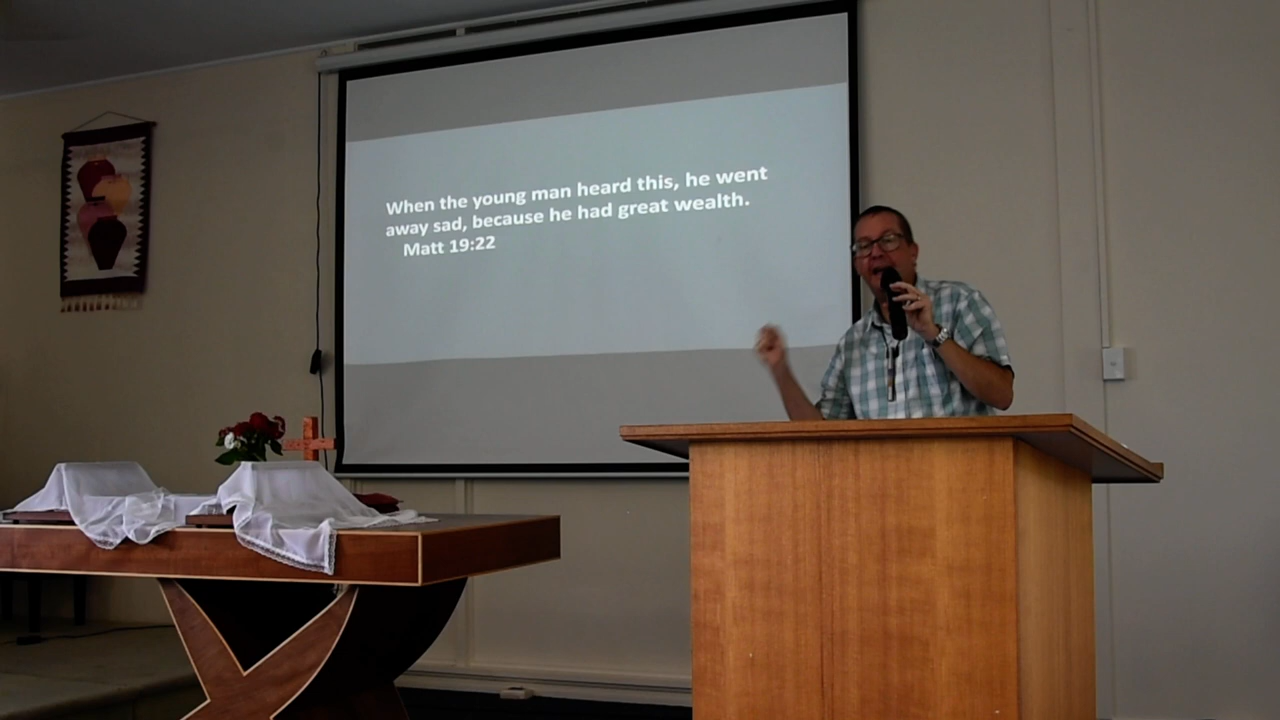 When the young man heard this, he went
away sad, because he had great wealth.
Matt 19:22